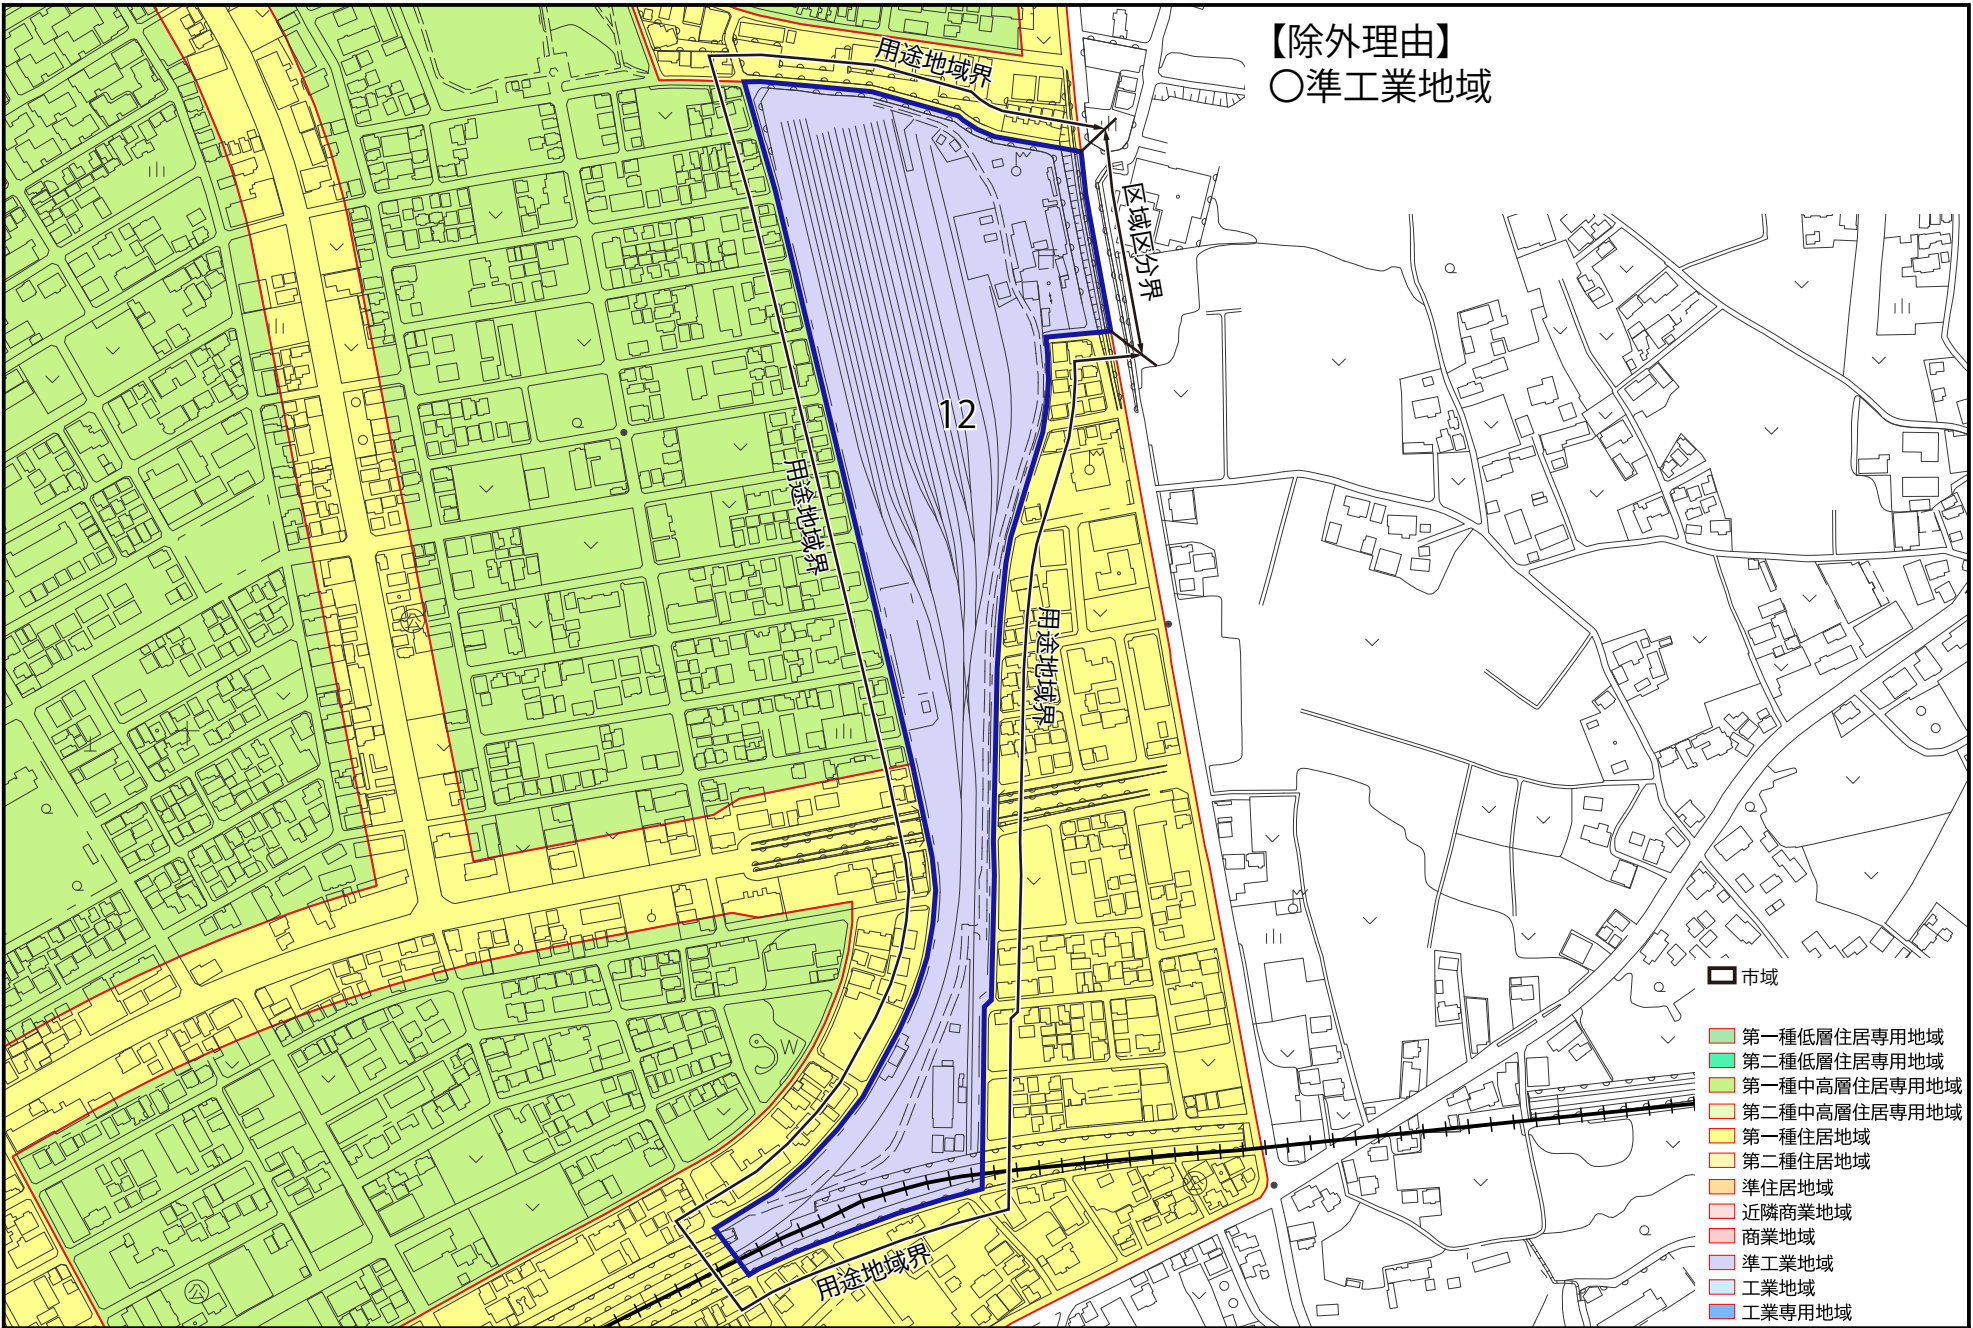 【除外理由】
○準工業地域
用途地域界
区域区分界
12
用途地域界
用途地域界
用途地域界
市域
第一種低層住居専用地域
第二種低層住居専用地域
第一種中高層住居専用地域
第二種中高層住居専用地域
第一種住居地域
第二種住居地域
準住居地域
近隣商業地域
商業地域
準工業地域
工業地域
工業専用地域